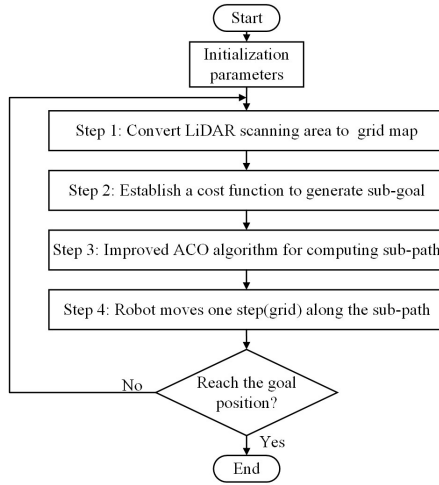 Start
Initialization
parameters
Step 1: Convert LiDAR scanning area to grid map
Step 2: Establish a cost function to generate sub-goal
Step 3: Improved ACO algorithm for computing sub-path
Step 4: Robot moves one step(grid) along the sub-path
No
Reach the goal
position?
Yes
End